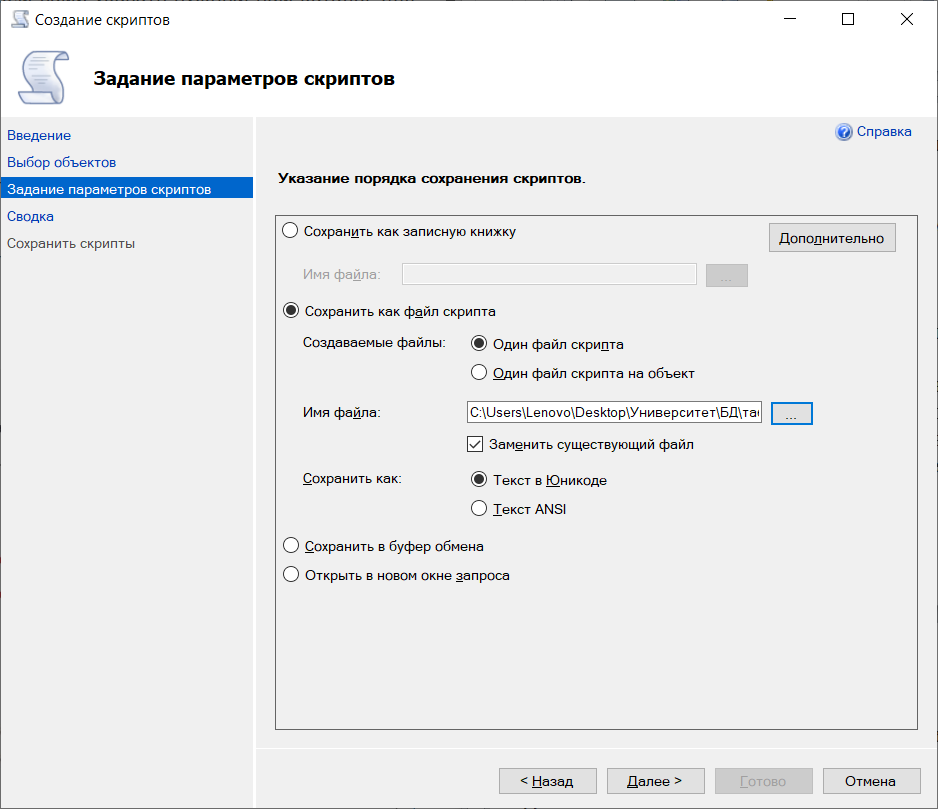 Создание скриптов
Задание параметров скриптов
Введение
Выбор объектов
Задание параметров скриптов
Сводка
Сохранить скрипты
Справка
Указание порядка сохранения скриптов.
Сохранить как записную книжку
Дополнительно
Имя файла:
...
Сохранить как файл скрипта
Создаваемые файлы:
Один файл скрипта
Один файл скрипта на объект
Имя файла:
C:\Users\Lenovo\Desktop\Университет\БД\та
...
Заменить существующий файл
Сохранить как:
Текст в Юникоде
Текст ANSI
Сохранить в буфер обмена
Открыть в новом окне запроса
< Назад
Далее >
Готово
Отмена